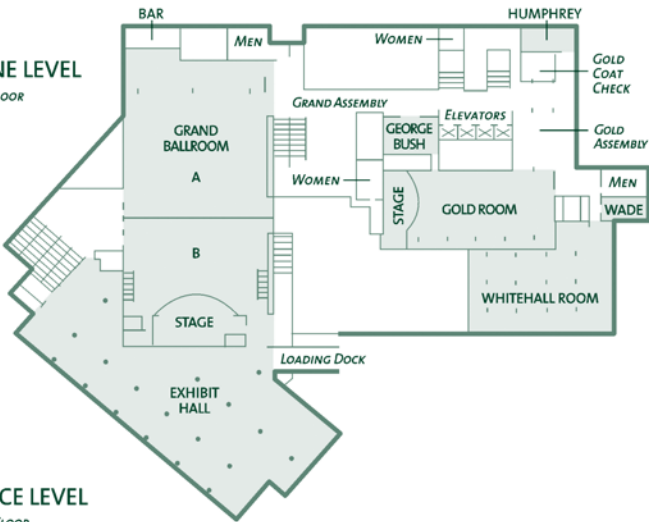 BAR
HUMPHREY
MEN
WOMEN
GOLD
COAT
CHECK
NE LEVEL
GRAND ASSEMBLY
ELEVATORS
GRAND
BALLROOM
GEORGE
BUSH
GOLD
ASSEMBLY
A
WOMEN
MEN
STAGE
GOLD ROOM
WADE
B
WHITEHALL ROOM
STAGE
LOADING DOCK
EXHIBIT
HALL
CE LEVEL